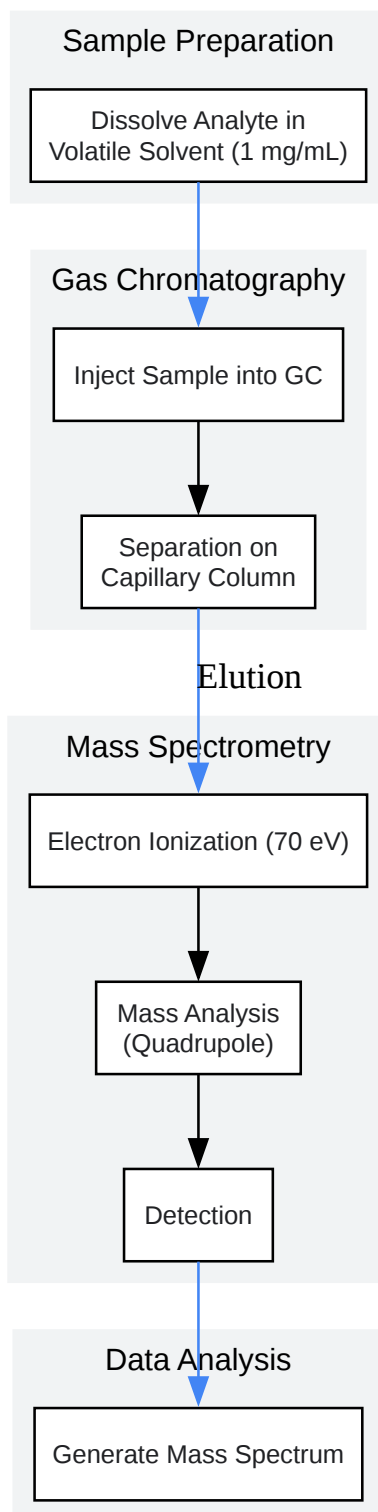 Sample Preparation
Dissolve Analyte in
Volatile Solvent (1 mg/mL)
Gas Chromatography
Inject Sample into GC
Separation on
Capillary Column
Elution
Mass Spectrometry
Electron Ionization (70 eV)
Mass Analysis
(Quadrupole)
Detection
Data Analysis
Generate Mass Spectrum